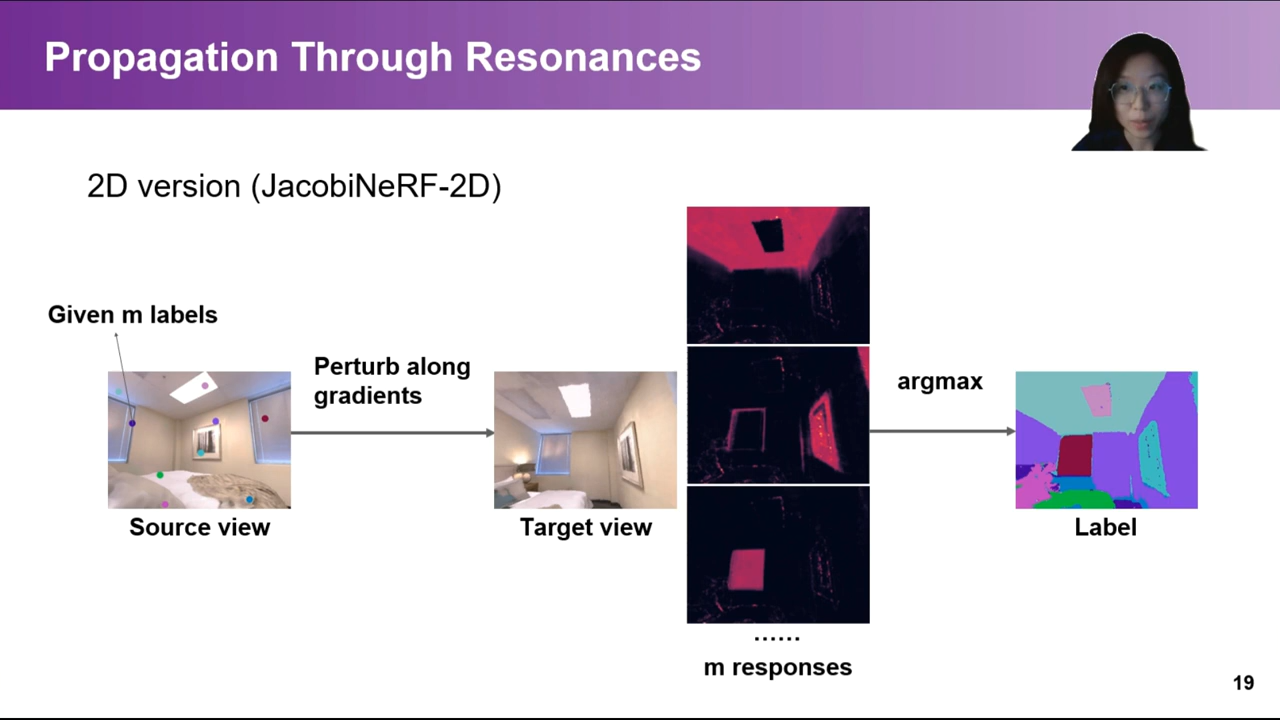 Propagation Through Resonances
2D version (JacobiNeRF-2D)
Given m labels
Perturb along
gradients
argmax
Source view
Target view
Label
......
m responses
19